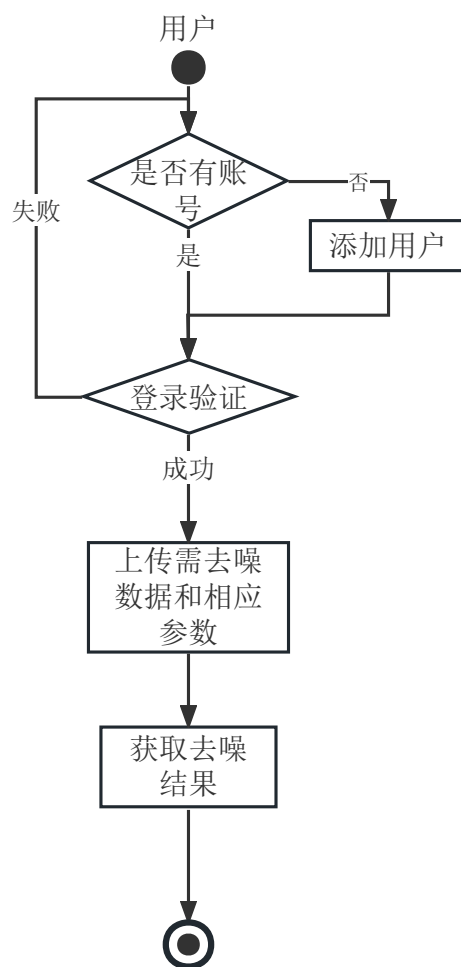 用户
是否有账
号
否
失败
添加用户
是
登录验证
成功
上传需去噪
数据和相应
参数
获取去噪
结果